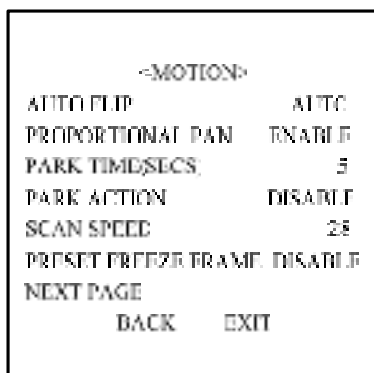 <MOTION>
AUTO FLIP AUTO
PROPORTIONAL PAN ENABLE
PARK TIME(SECS) 5
PARK ACTION DISABLE
SCAN SPEED 28
PRESET FREEZE FRAME DISABLE
NEXT PAGE
BACK EXIT